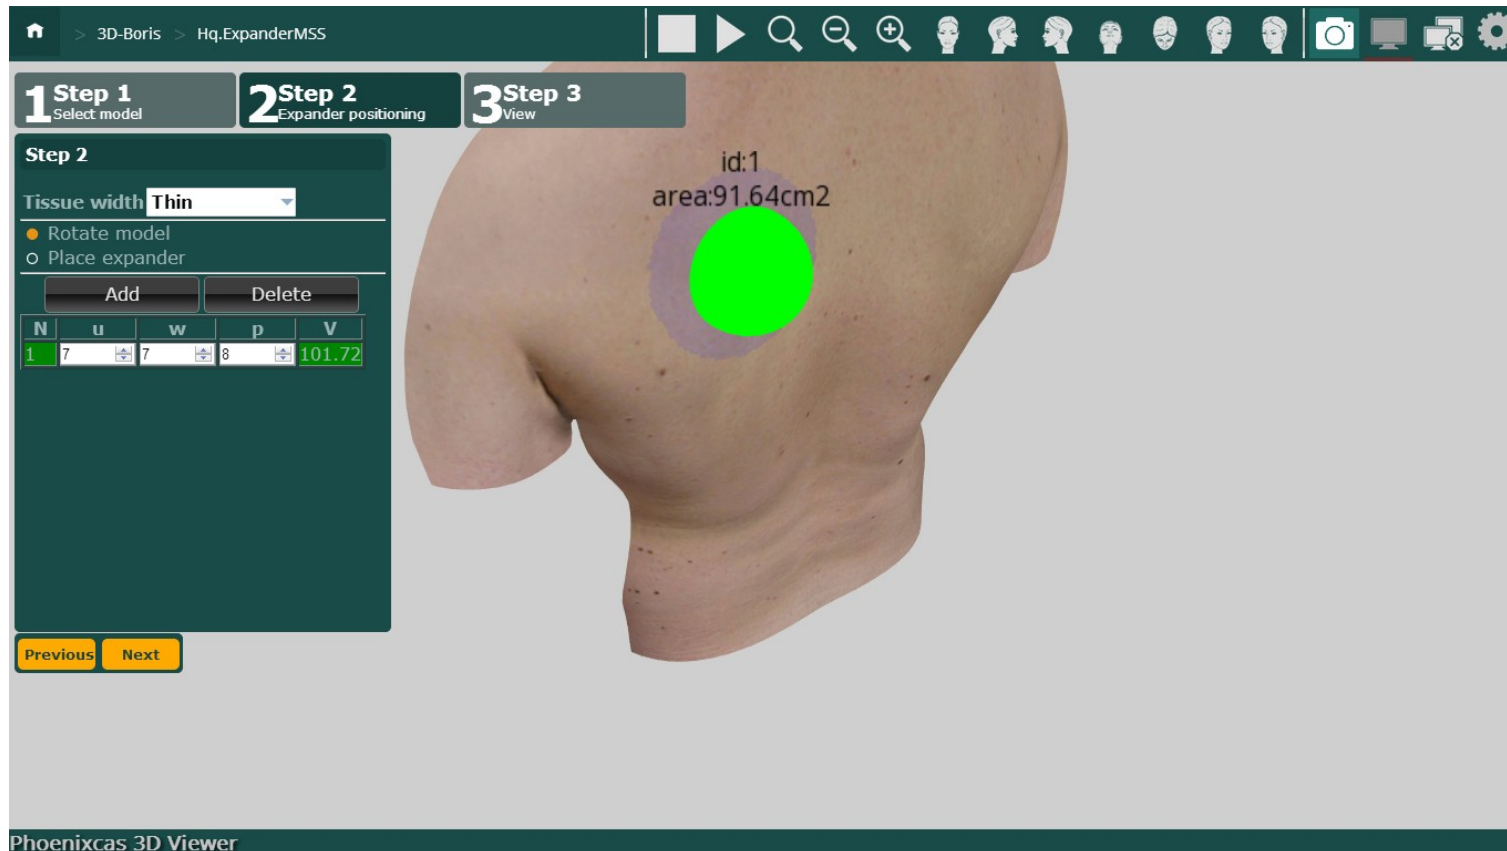 > 3D-Boris > Hq.ExpanderMSS
1 Step 1
Select model
2 Step 2
Expander positioning
3 Step 3
View
Step 2
Tissue width Thin
Rotate model
Place expander
Add Delete
N u w p V
1 7 7 8 101.72
Previous Next
id:1
area:91.64cm2
Phoenixcas 3D Viewer